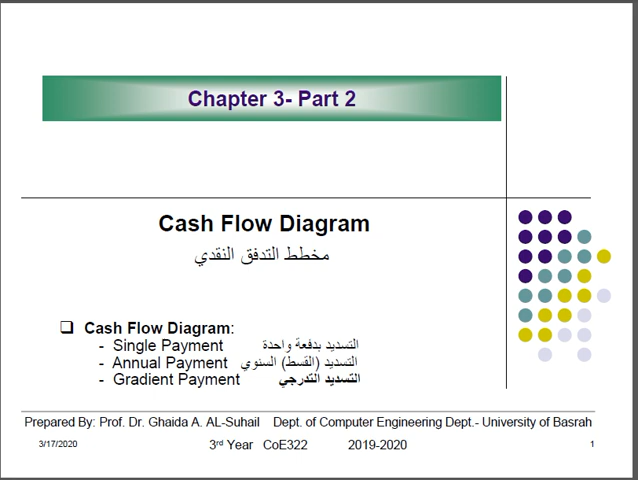 Chapter 3- Part 2
Cash Flow Diagram
مخطط التدفق النقدي
❑ Cash Flow Diagram:
- Single Payment التسديد بدفعة واحدة
- Annual Payment التسديد (القسط) السنوي
- Gradient Payment التسديد التدرجي
Prepared By: Prof. Dr. Ghaida A. AL-Suhail Dept. of Computer Engineering Dept.- University of Basrah
3/17/2020 3rd Year CoE322 2019-2020 1